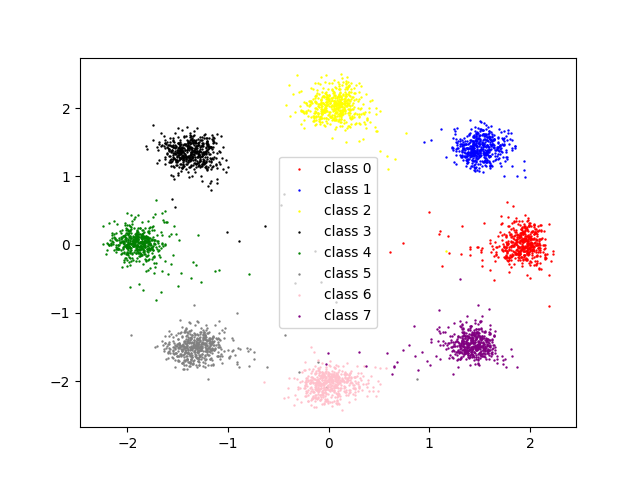 2
1
0
−1
−2
class 0
class 1
class 2
class 3
class 4
class 5
class 6
class 7
−2 −1 0 1 2